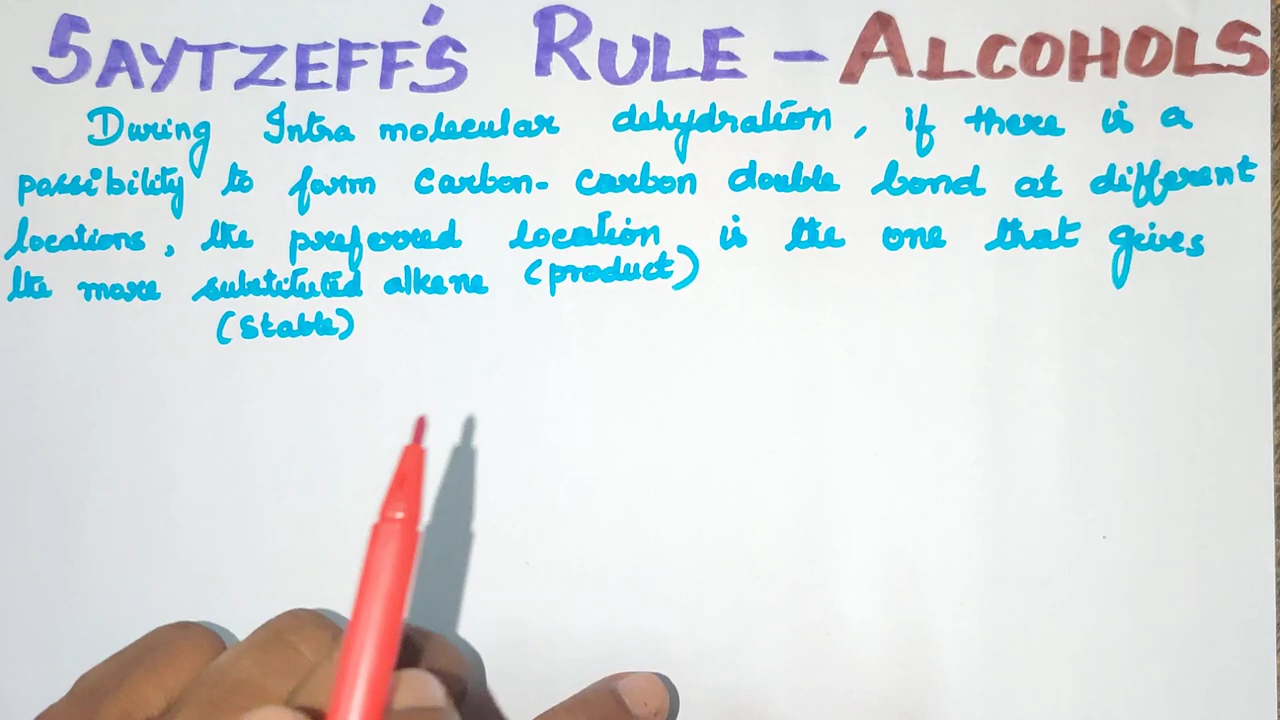 SAYTZEFF'S RULE - ALCOHOLS
During Intra molecular dehydration, if there is a
possibility to form carbon-carbon double bond at different
locations, the preferred location is the one that gives
the more substituted alkene (product)
(Stable)